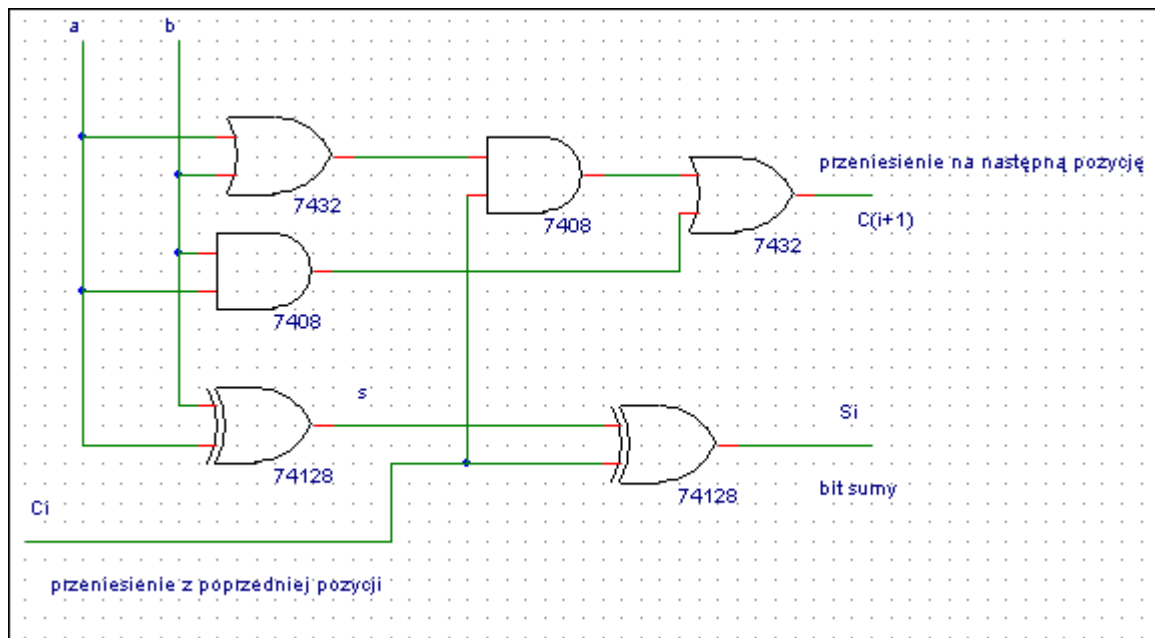 a
b
7432
7408
7432
przeniesienie na następną pozycję
C(i+1)
7408
s
74128
Si
74128
bit sumy
Ci
przeniesienie z poprzedniej pozycji